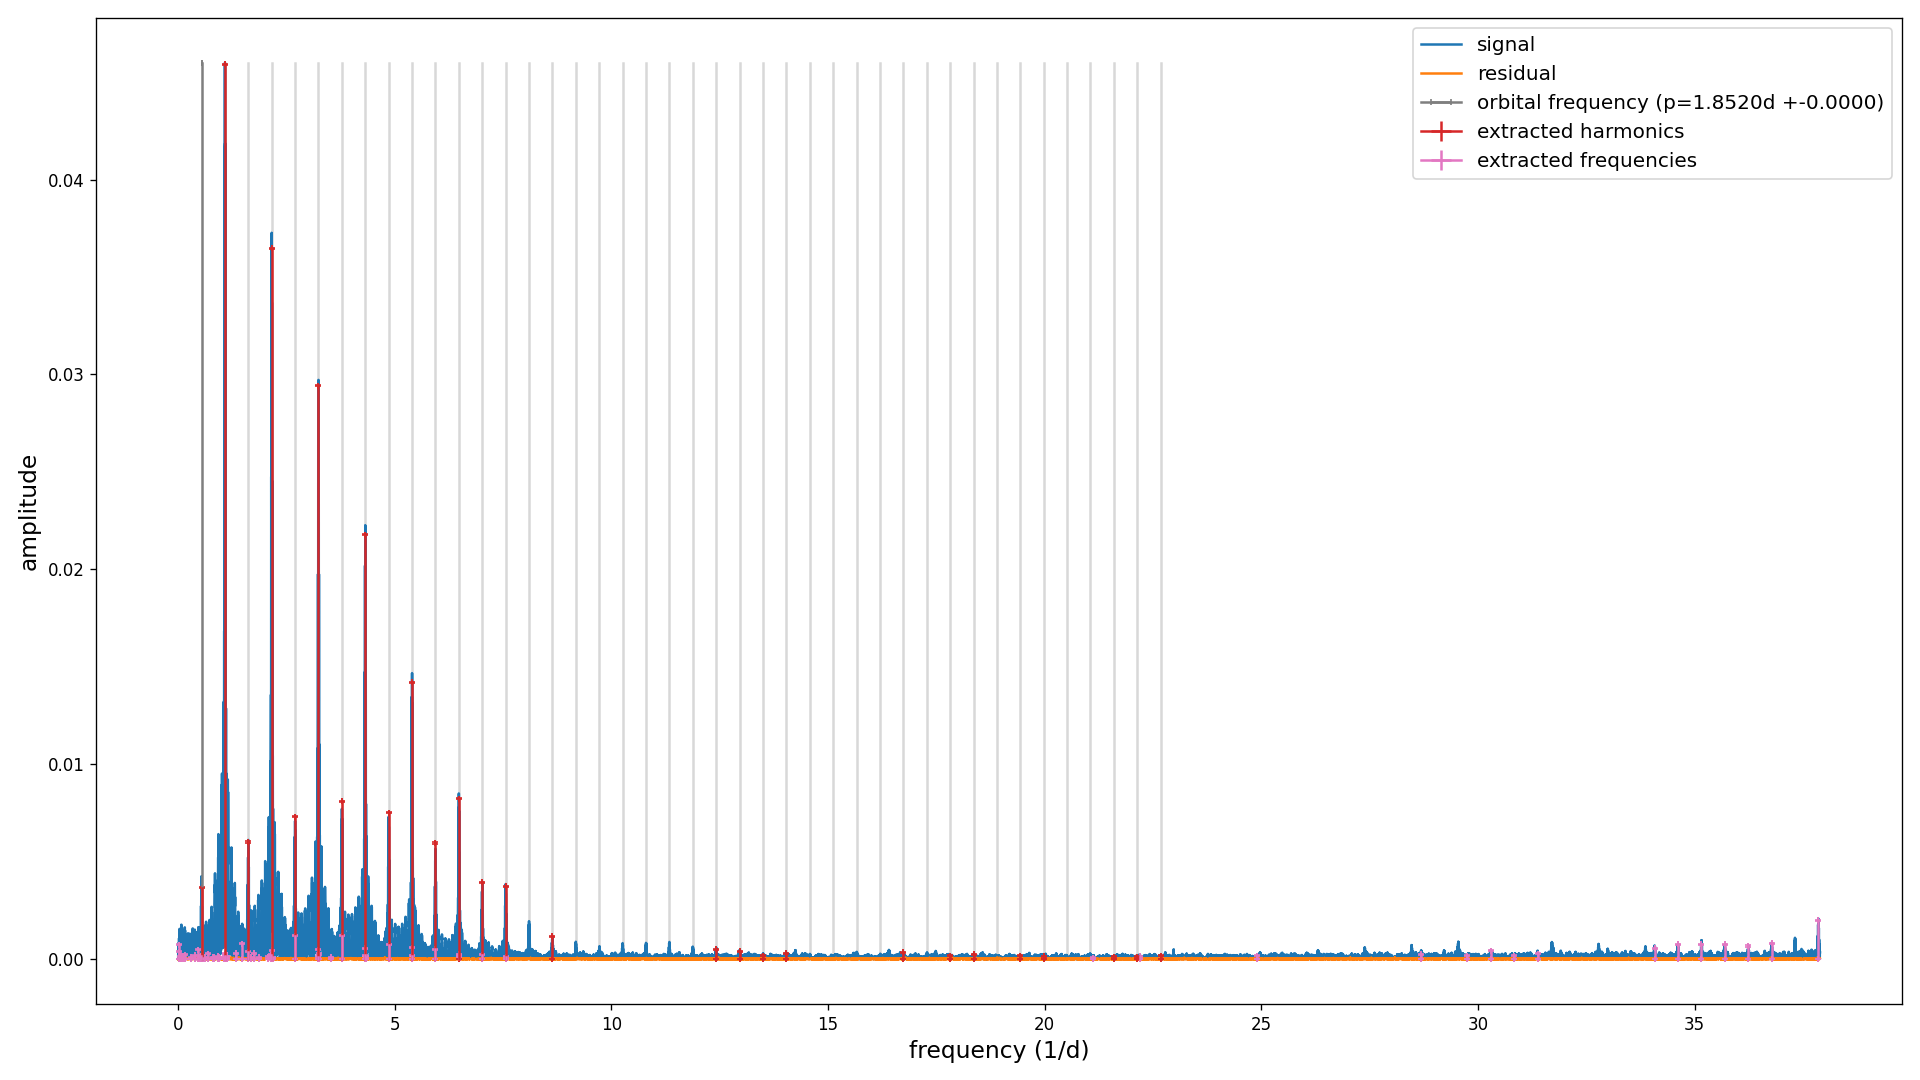 signal
residual
orbital frequency (p=1.8520d +-0.0000)
extracted harmonics
extracted frequencies
amplitude
0.04
0.03
0.02
0.01
0.00
0 5 10 15 20 25 30 35
frequency (1/d)